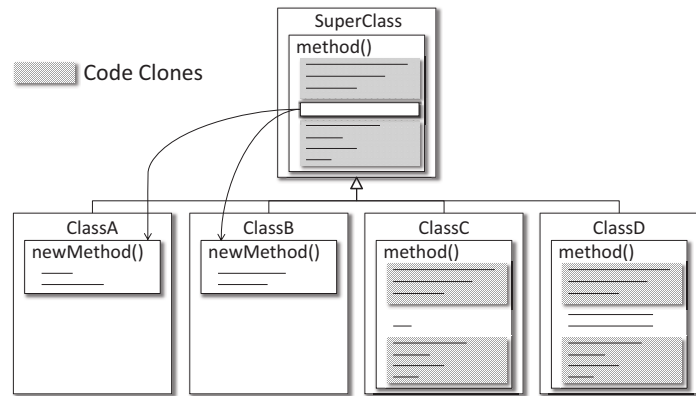 SuperClass
method()
Code Clones
ClassA
newMethod()
ClassB
newMethod()
ClassC
method()
ClassD
method()